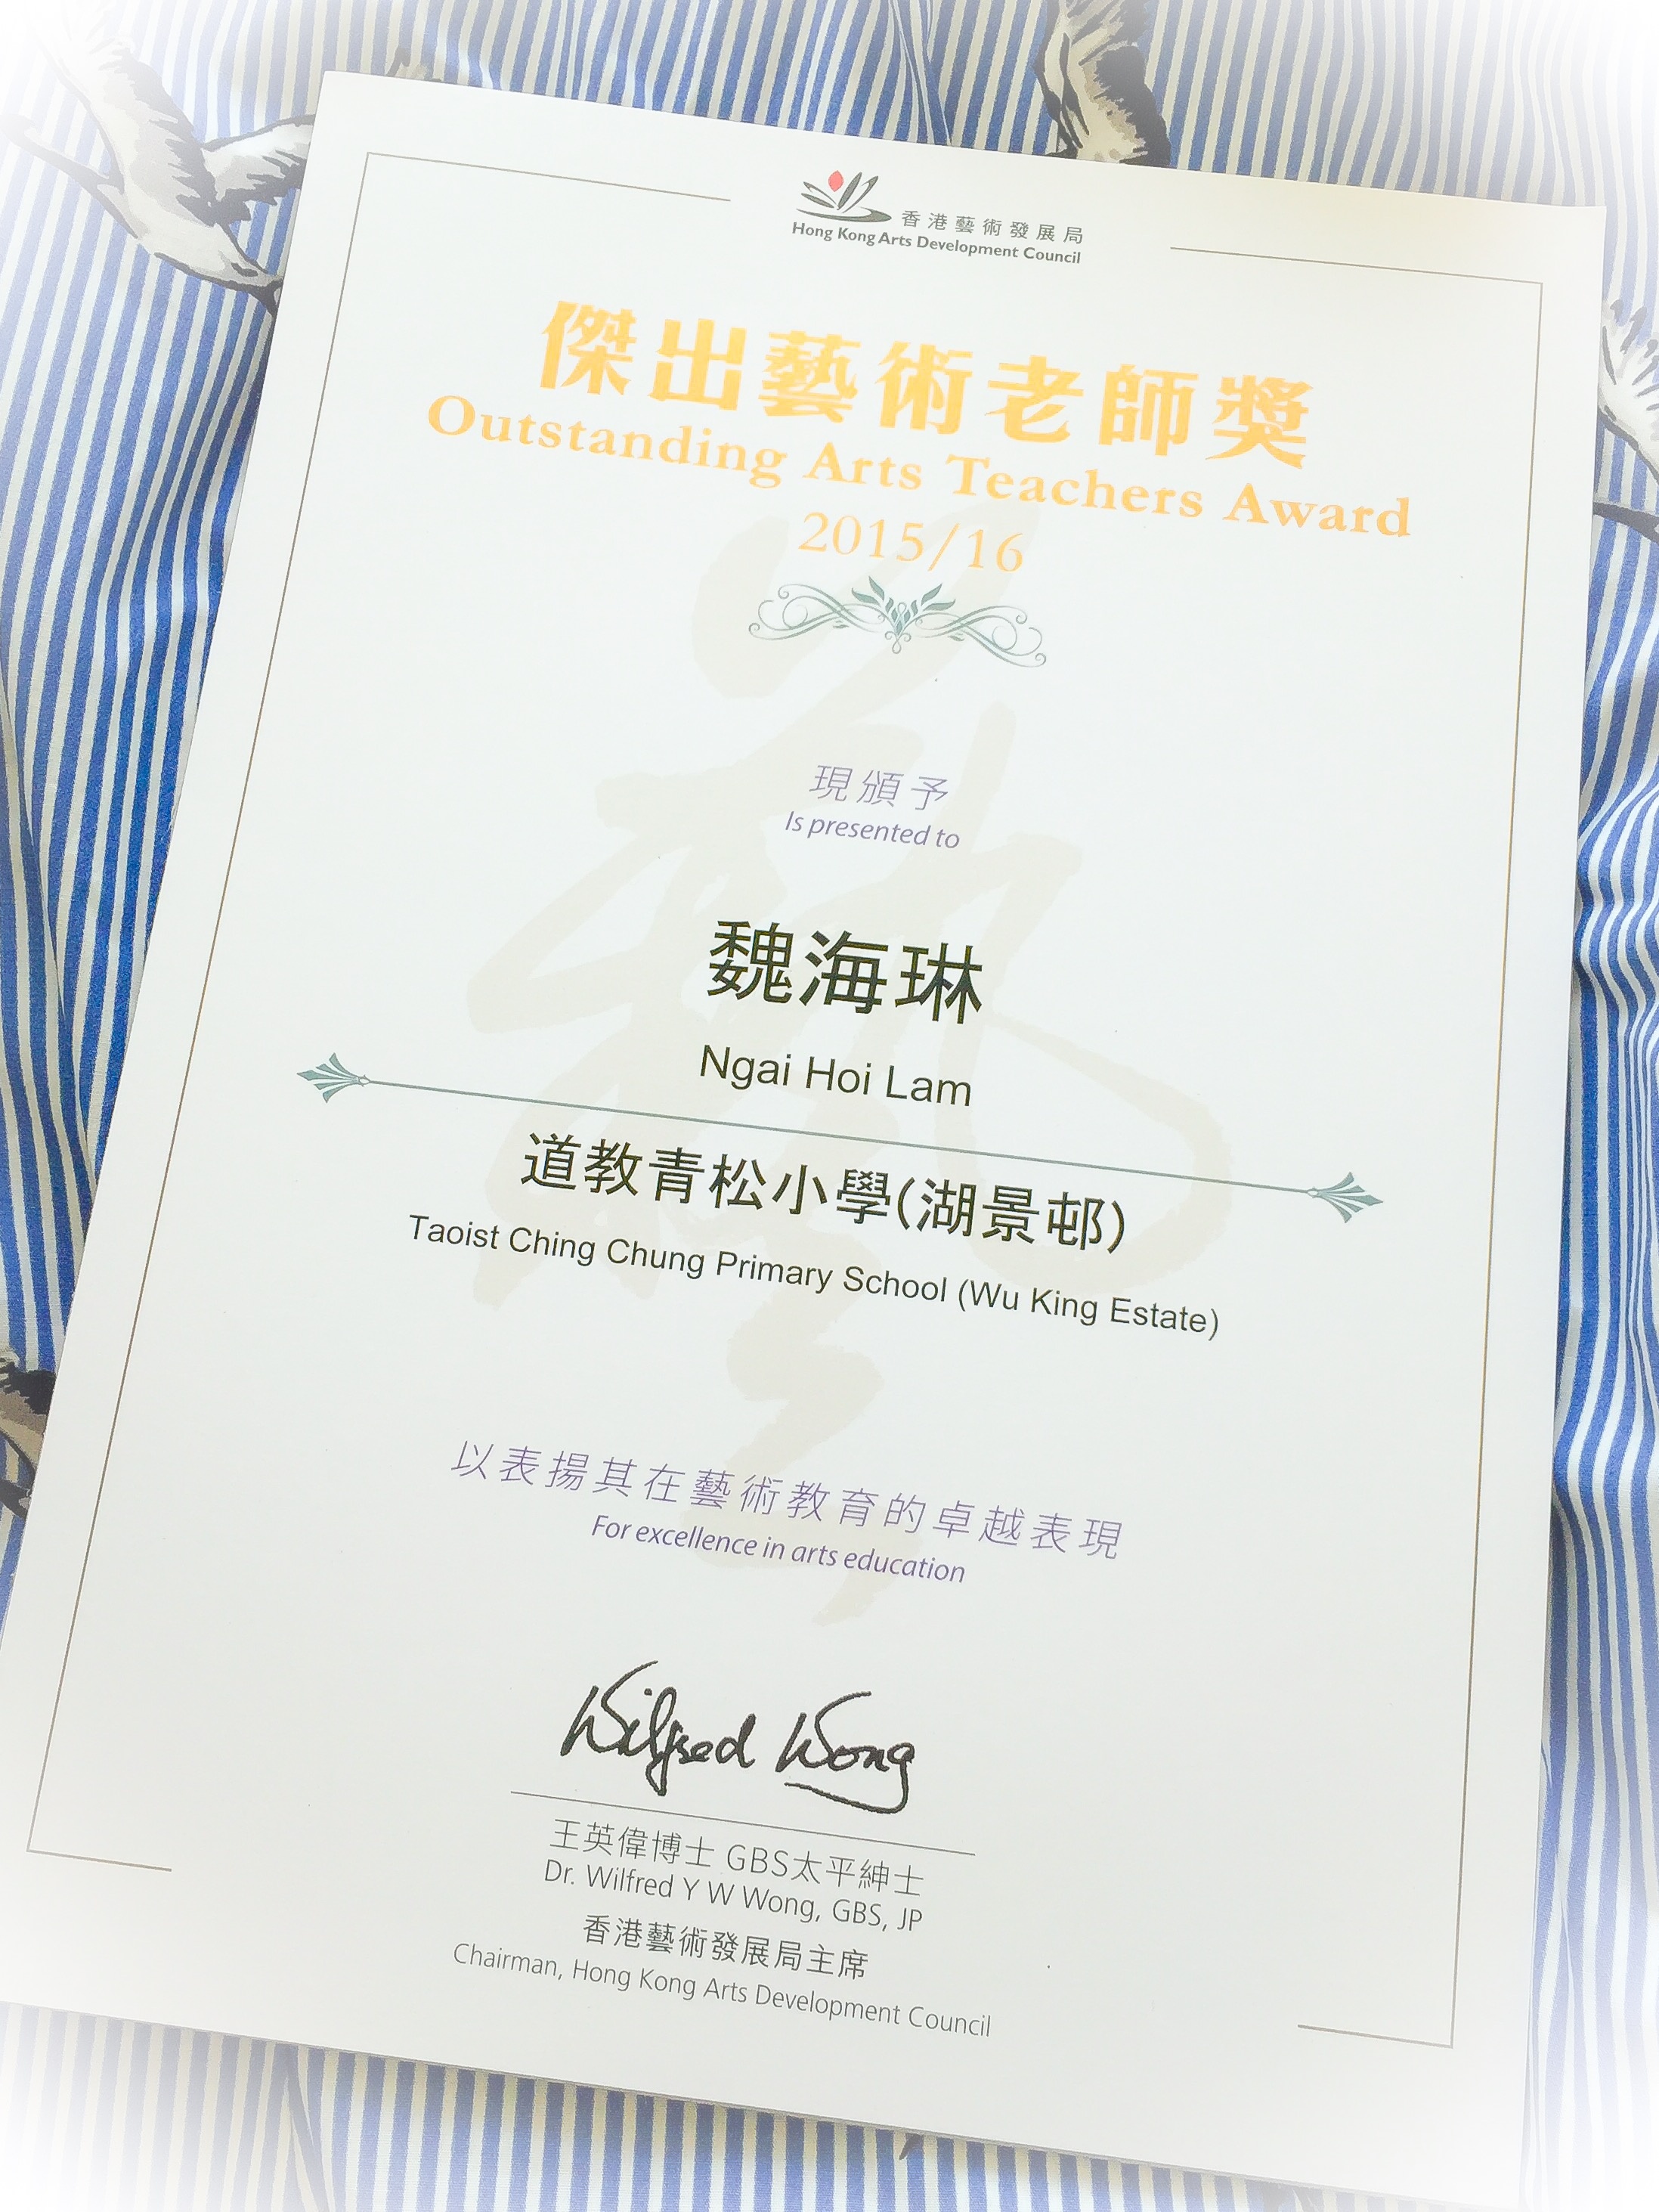 香港藝術發展局
Hong Kong Arts Development Council
傑出藝術老師獎
Outstanding Arts Teachers Award
2015/16
現頒予
Is presented to
魏海琳
Ngai Hoi Lam
道教青松小學(湖景邨)
Taoist Ching Chung Primary School (Wu King Estate)
以表揚其在藝術教育的卓越表現
For excellence in arts education
Wilfred Wong
王英偉博士 GBS太平紳士
Dr. Wilfred Y W Wong, GBS, JP
香港藝術發展局主席
Chairman, Hong Kong Arts Development Council
藝